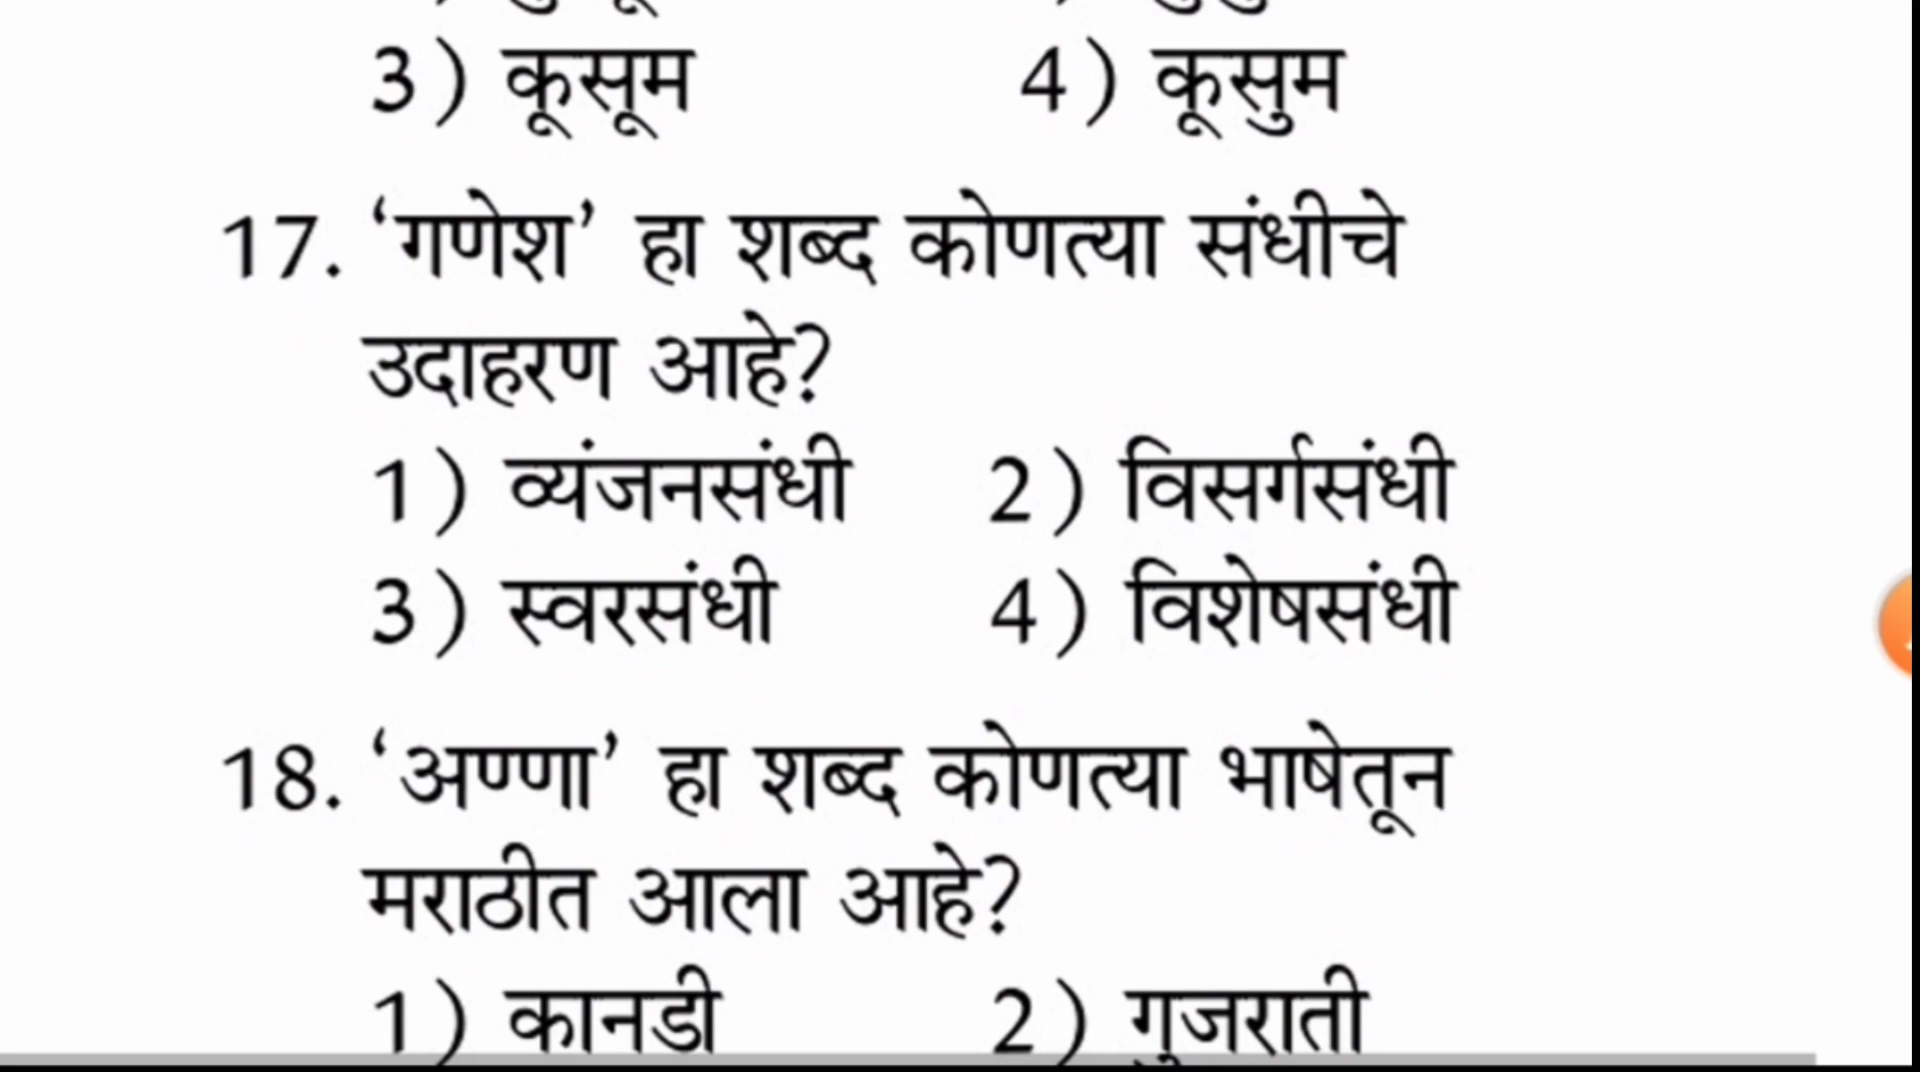 3) कूसूम 4) कूसुम
17. ‘गणेश’ हा शब्द कोणत्या संधीचे
उदाहरण आहे?
1) व्यंजनसंधी 2) विसर्गसंधी
3) स्वरसंधी 4) विशेषसंधी
18. ‘अण्णा’ हा शब्द कोणत्या भाषेतून
मराठीत आला आहे?
1) कानडी 2) गुजराती